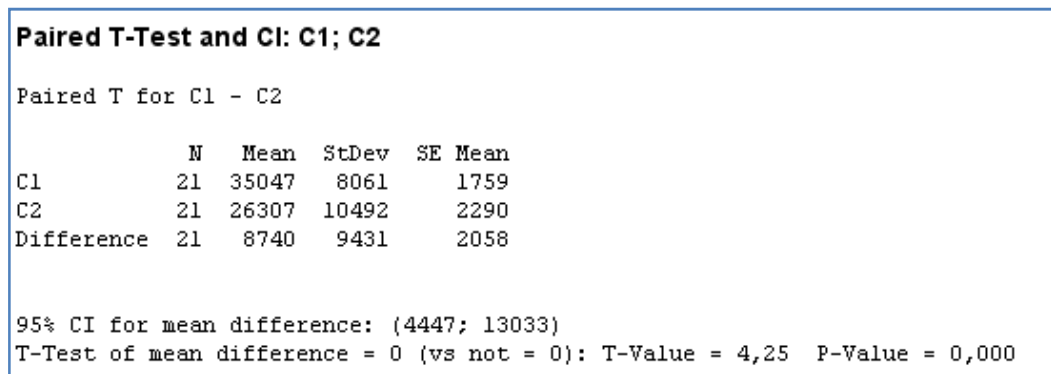 Paired T-Test and CI: C1; C2
Paired T for C1 - C2
N Mean StDev SE Mean
C1 21 35047 8061 1759
C2 21 26307 10492 2290
Difference 21 8740 9431 2058
95% CI for mean difference: (4447; 13033)
T-Test of mean difference = 0 (vs not = 0): T-Value = 4,25 P-Value = 0,000